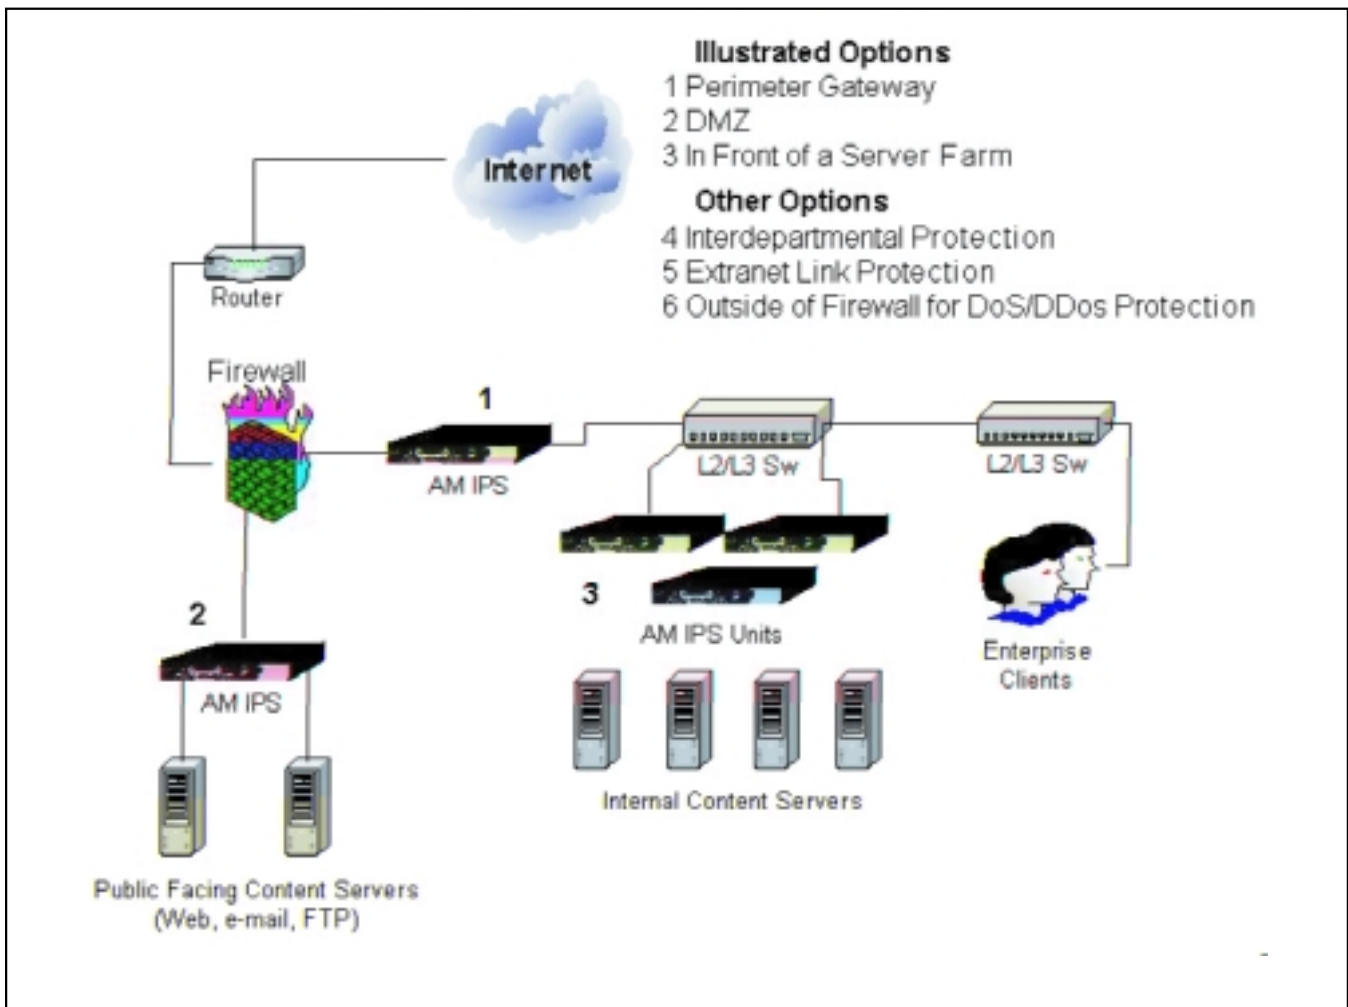 Illustrated Options
1 Perimeter Gateway
2 DMZ
3 In Front of a Server Farm
Other Options
4 Interdepartmental Protection
5 Extranet Link Protection
6 Outside of Firewall for DoS/DDos Protection
Internet
Router
Firewall
1
AM IPS
L2/L3 Sw
L2/L3 Sw
2
AM IPS
3
AM IPS Units
Enterprise
Clients
Internal Content Servers
Public Facing Content Servers
(Web, e-mail, FTP)